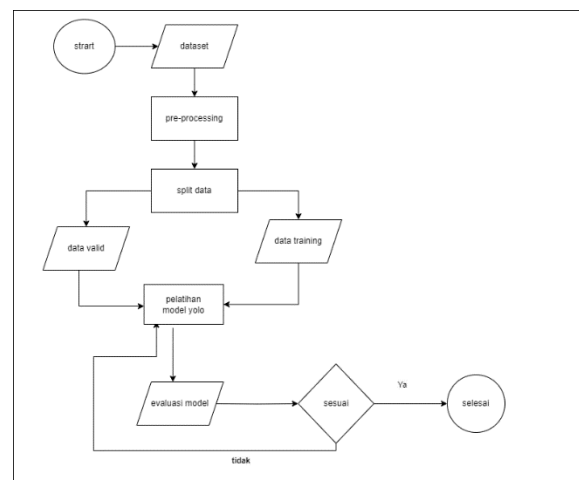 strart
dataset
pre-processing
split data
data valid
data training
pelatihan
model yolo
evaluasi model
sesuai
Ya
selesai
tidak